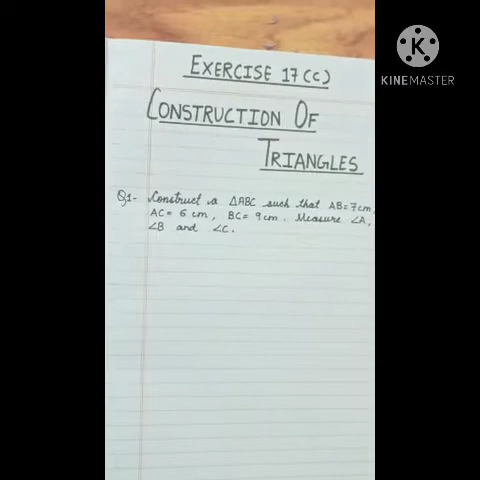 EXERCISE 17(C)
CONSTRUCTION OF
TRIANGLES
Q1- Construct a △ABC such that AB=7cm,
AC= 6 cm, BC= 9 cm. Measure ∠A,
∠B and ∠C.
K
KINEMASTER